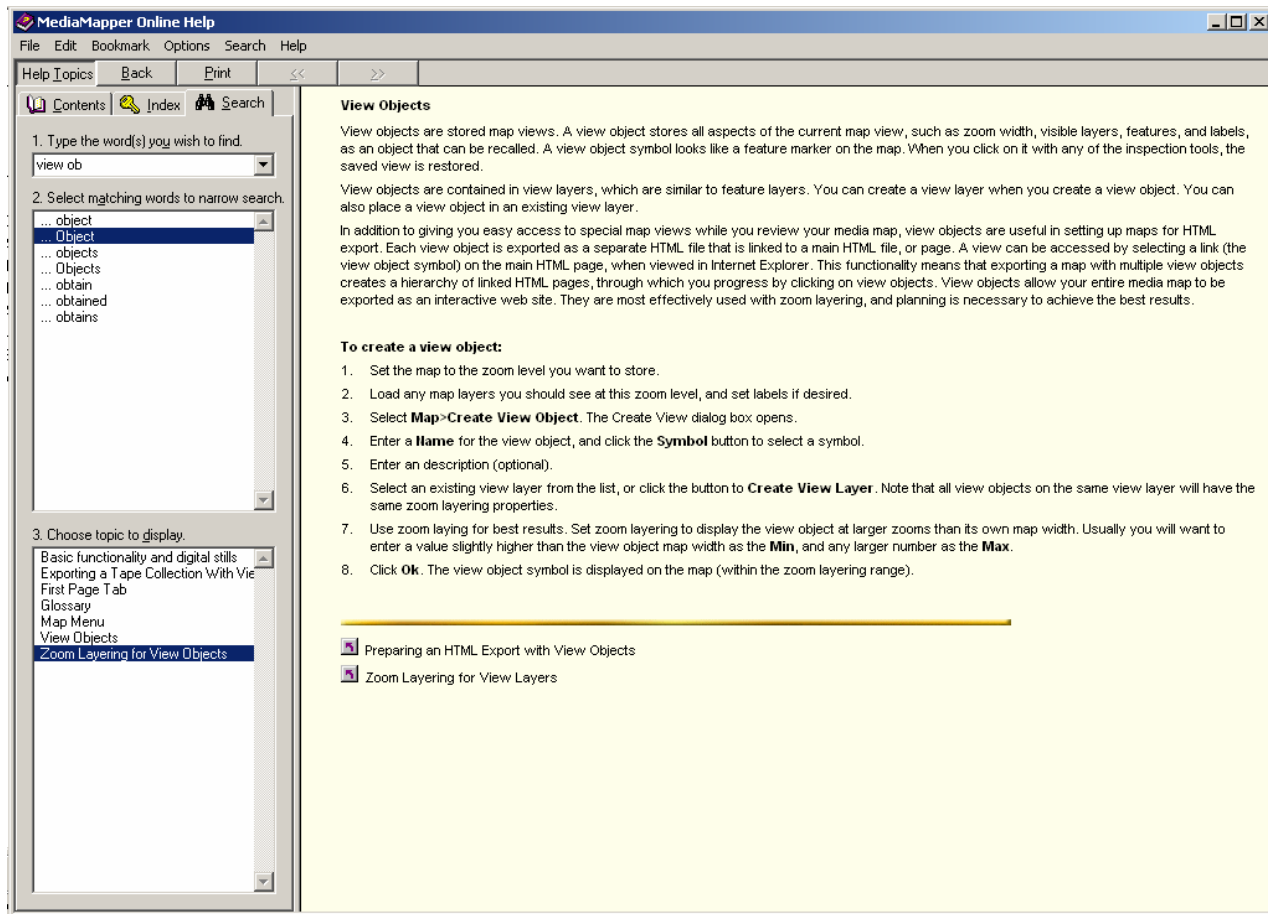 MediaMapper Online Help
File Edit Bookmark Options Search Help
Help Topics Back Print << >>
Contents Index Search
1. Type the word(s) you wish to find.
view ob
2. Select matching words to narrow search.
... object
... Object
... objects
... Objects
... obtain
... obtained
... obtains
3. Choose topic to display.
Basic functionality and digital stills
Exporting a Tape Collection With Vie
First Page Tab
Glossary
Map Menu
View Objects
Zoom Layering for View Objects
View Objects
View objects are stored map views. A view object stores all aspects of the current map view, such as zoom width, visible layers, features, and labels,
as an object that can be recalled. A view object symbol looks like a feature marker on the map. When you click on it with any of the inspection tools, the
saved view is restored.
View objects are contained in view layers, which are similar to feature layers. You can create a view layer when you create a view object. You can
also place a view object in an existing view layer.
In addition to giving you easy access to special map views while you review your media map, view objects are useful in setting up maps for HTML
export. Each view object is exported as a separate HTML file that is linked to a main HTML file, or page. A view can be accessed by selecting a link (the
view object symbol) on the main HTML page, when viewed in Internet Explorer. This functionality means that exporting a map with multiple view objects
creates a hierarchy of linked HTML pages, through which you progress by clicking on view objects. View objects allow your entire media map to be
exported as an interactive web site. They are most effectively used with zoom layering, and planning is necessary to achieve the best results.
To create a view object:
1. Set the map to the zoom level you want to store.
2. Load any map layers you should see at this zoom level, and set labels if desired.
3. Select Map>Create View Object. The Create View dialog box opens.
4. Enter a Name for the view object, and click the Symbol button to select a symbol.
5. Enter an description (optional).
6. Select an existing view layer from the list, or click the button to Create View Layer. Note that all view objects on the same view layer will have the
same zoom layering properties.
7. Use zoom laying for best results. Set zoom layering to display the view object at larger zooms than its own map width. Usually you will want to
enter a value slightly higher than the view object map width as the Min, and any larger number as the Max.
8. Click Ok. The view object symbol is displayed on the map (within the zoom layering range).
Preparing an HTML Export with View Objects
Zoom Layering for View Layers